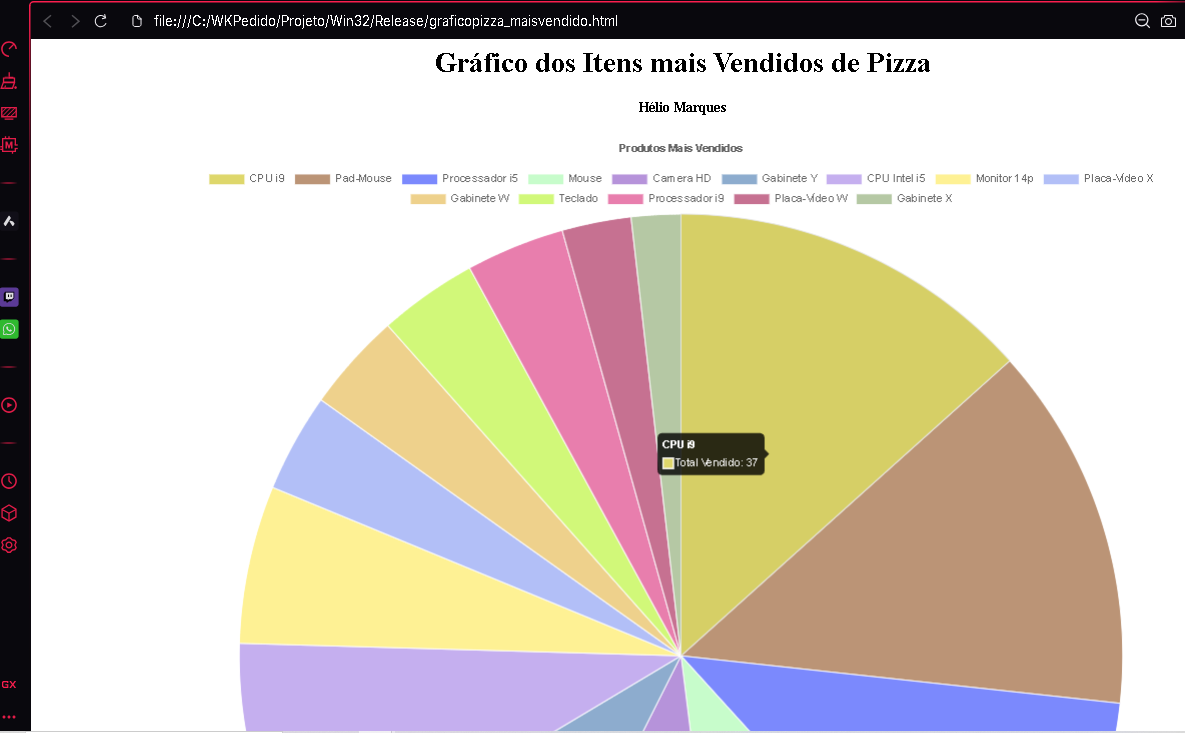 file:///C:/WKPedido/Projeto/Win32/Release/graficopizza_maisvendido.html
Gráfico dos Itens mais Vendidos de Pizza
Hélio Marques
Produtos Mais Vendidos
CPU i9 Pad-Mouse Processador i5 Mouse Camera HD Gabinete Y CPU Intel i5 Monitor 14p Placa-Vídeo X
Gabinete W Teclado Processador i9 Placa-Vídeo W Gabinete X
CPU i9
Total Vendido: 37
M
GX